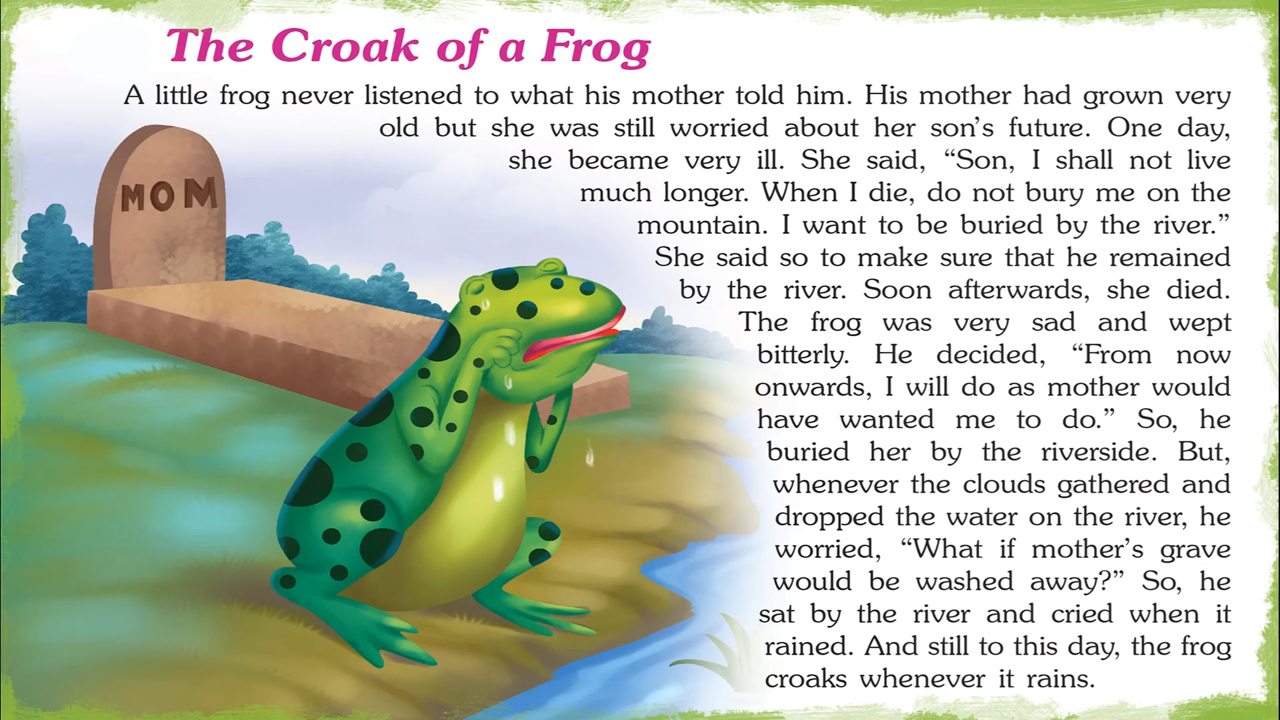 The Croak of a Frog
A little frog never listened to what his mother told him. His mother had grown very
old but she was still worried about her son's future. One day,
she became very ill. She said, “Son, I shall not live
much longer. When I die, do not bury me on the
mountain. I want to be buried by the river.”
She said so to make sure that he remained
by the river. Soon afterwards, she died.
The frog was very sad and wept
bitterly. He decided, “From now
onwards, I will do as mother would
have wanted me to do.” So, he
buried her by the riverside. But,
whenever the clouds gathered and
dropped the water on the river, he
worried, “What if mother's grave
would be washed away?” So, he
sat by the river and cried when it
rained. And still to this day, the frog
croaks whenever it rains.
MOM